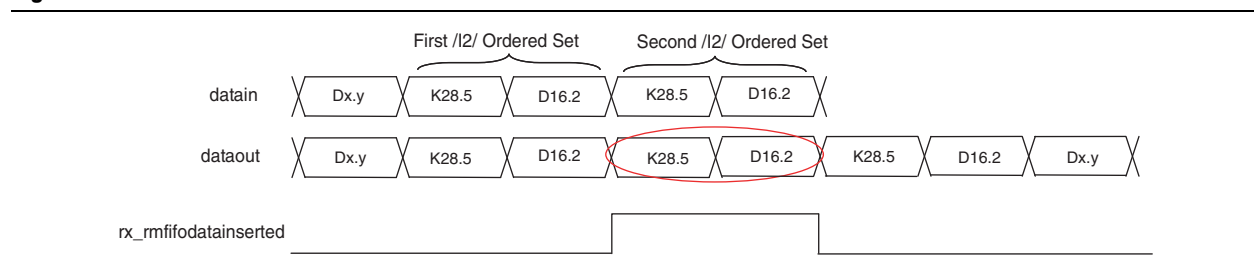 First /I2/ Ordered Set Second /I2/ Ordered Set
datain Dx.y K28.5 D16.2 K28.5 D16.2
dataout Dx.y K28.5 D16.2 K28.5 D16.2 K28.5 D16.2 Dx.y
rx_rmfifodatainserted